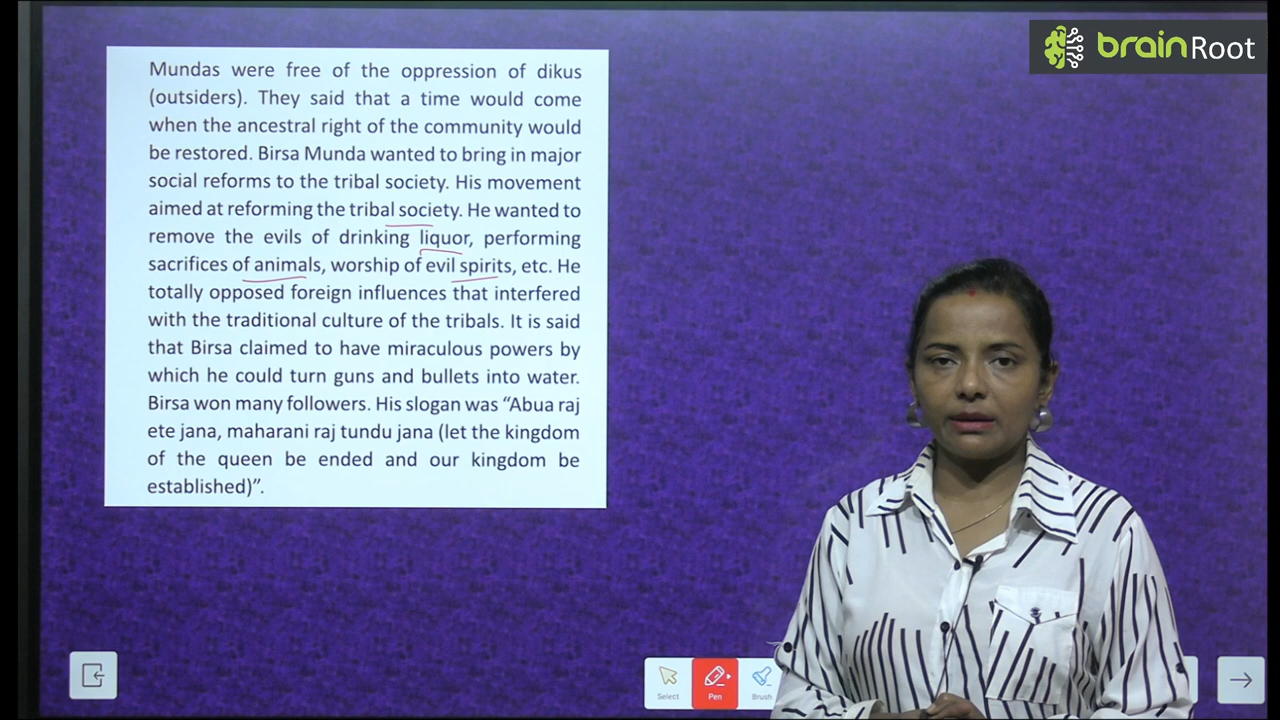 brainRoot
Mundas were free of the oppression of dikus
(outsiders). They said that a time would come
when the ancestral right of the community would
be restored. Birsa Munda wanted to bring in major
social reforms to the tribal society. His movement
aimed at reforming the tribal society. He wanted to
remove the evils of drinking liquor, performing
sacrifices of animals, worship of evil spirits, etc. He
totally opposed foreign influences that interfered
with the traditional culture of the tribals. It is said
that Birsa claimed to have miraculous powers by
which he could turn guns and bullets into water.
Birsa won many followers. His slogan was “Abua raj
ete jana, maharani raj tundu jana (let the kingdom
of the queen be ended and our kingdom be
established)”.
Select Pen Brush